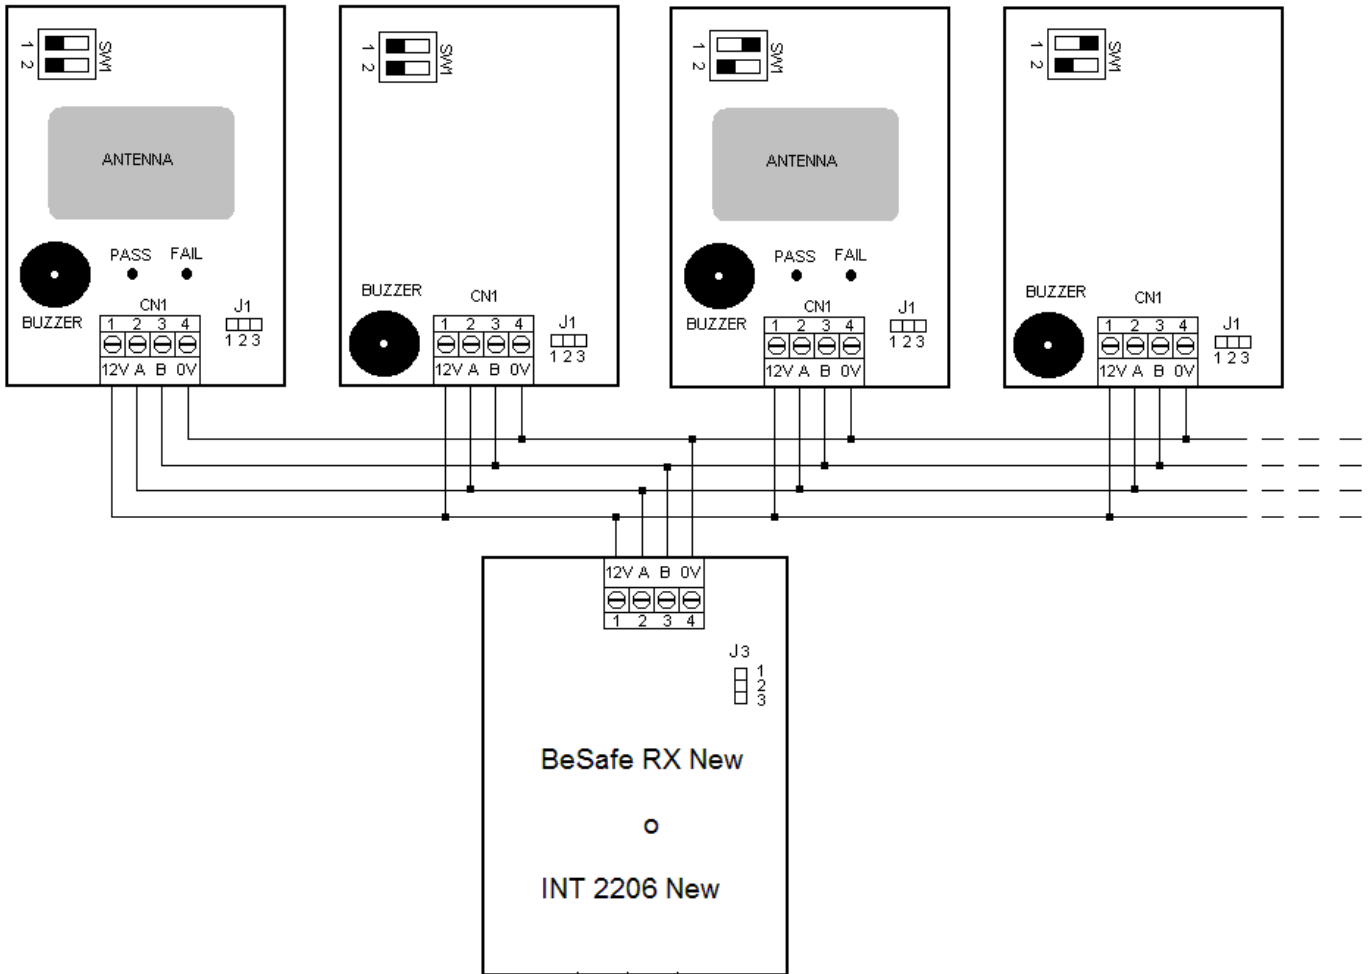 1
2
SW1
ANTENNA
PASS FAIL
BUZZER
CN1
1 2 3 4
12V A B 0V
J1
1 2 3
1
2
SW1
BUZZER
CN1
1 2 3 4
12V A B 0V
J1
1 2 3
1
2
SW1
ANTENNA
PASS FAIL
BUZZER
CN1
1 2 3 4
12V A B 0V
J1
1 2 3
1
2
SW1
BUZZER
CN1
1 2 3 4
12V A B 0V
J1
1 2 3
12V A B 0V
1 2 3 4
J3
1
2
3
BeSafe RX New
o
INT 2206 New